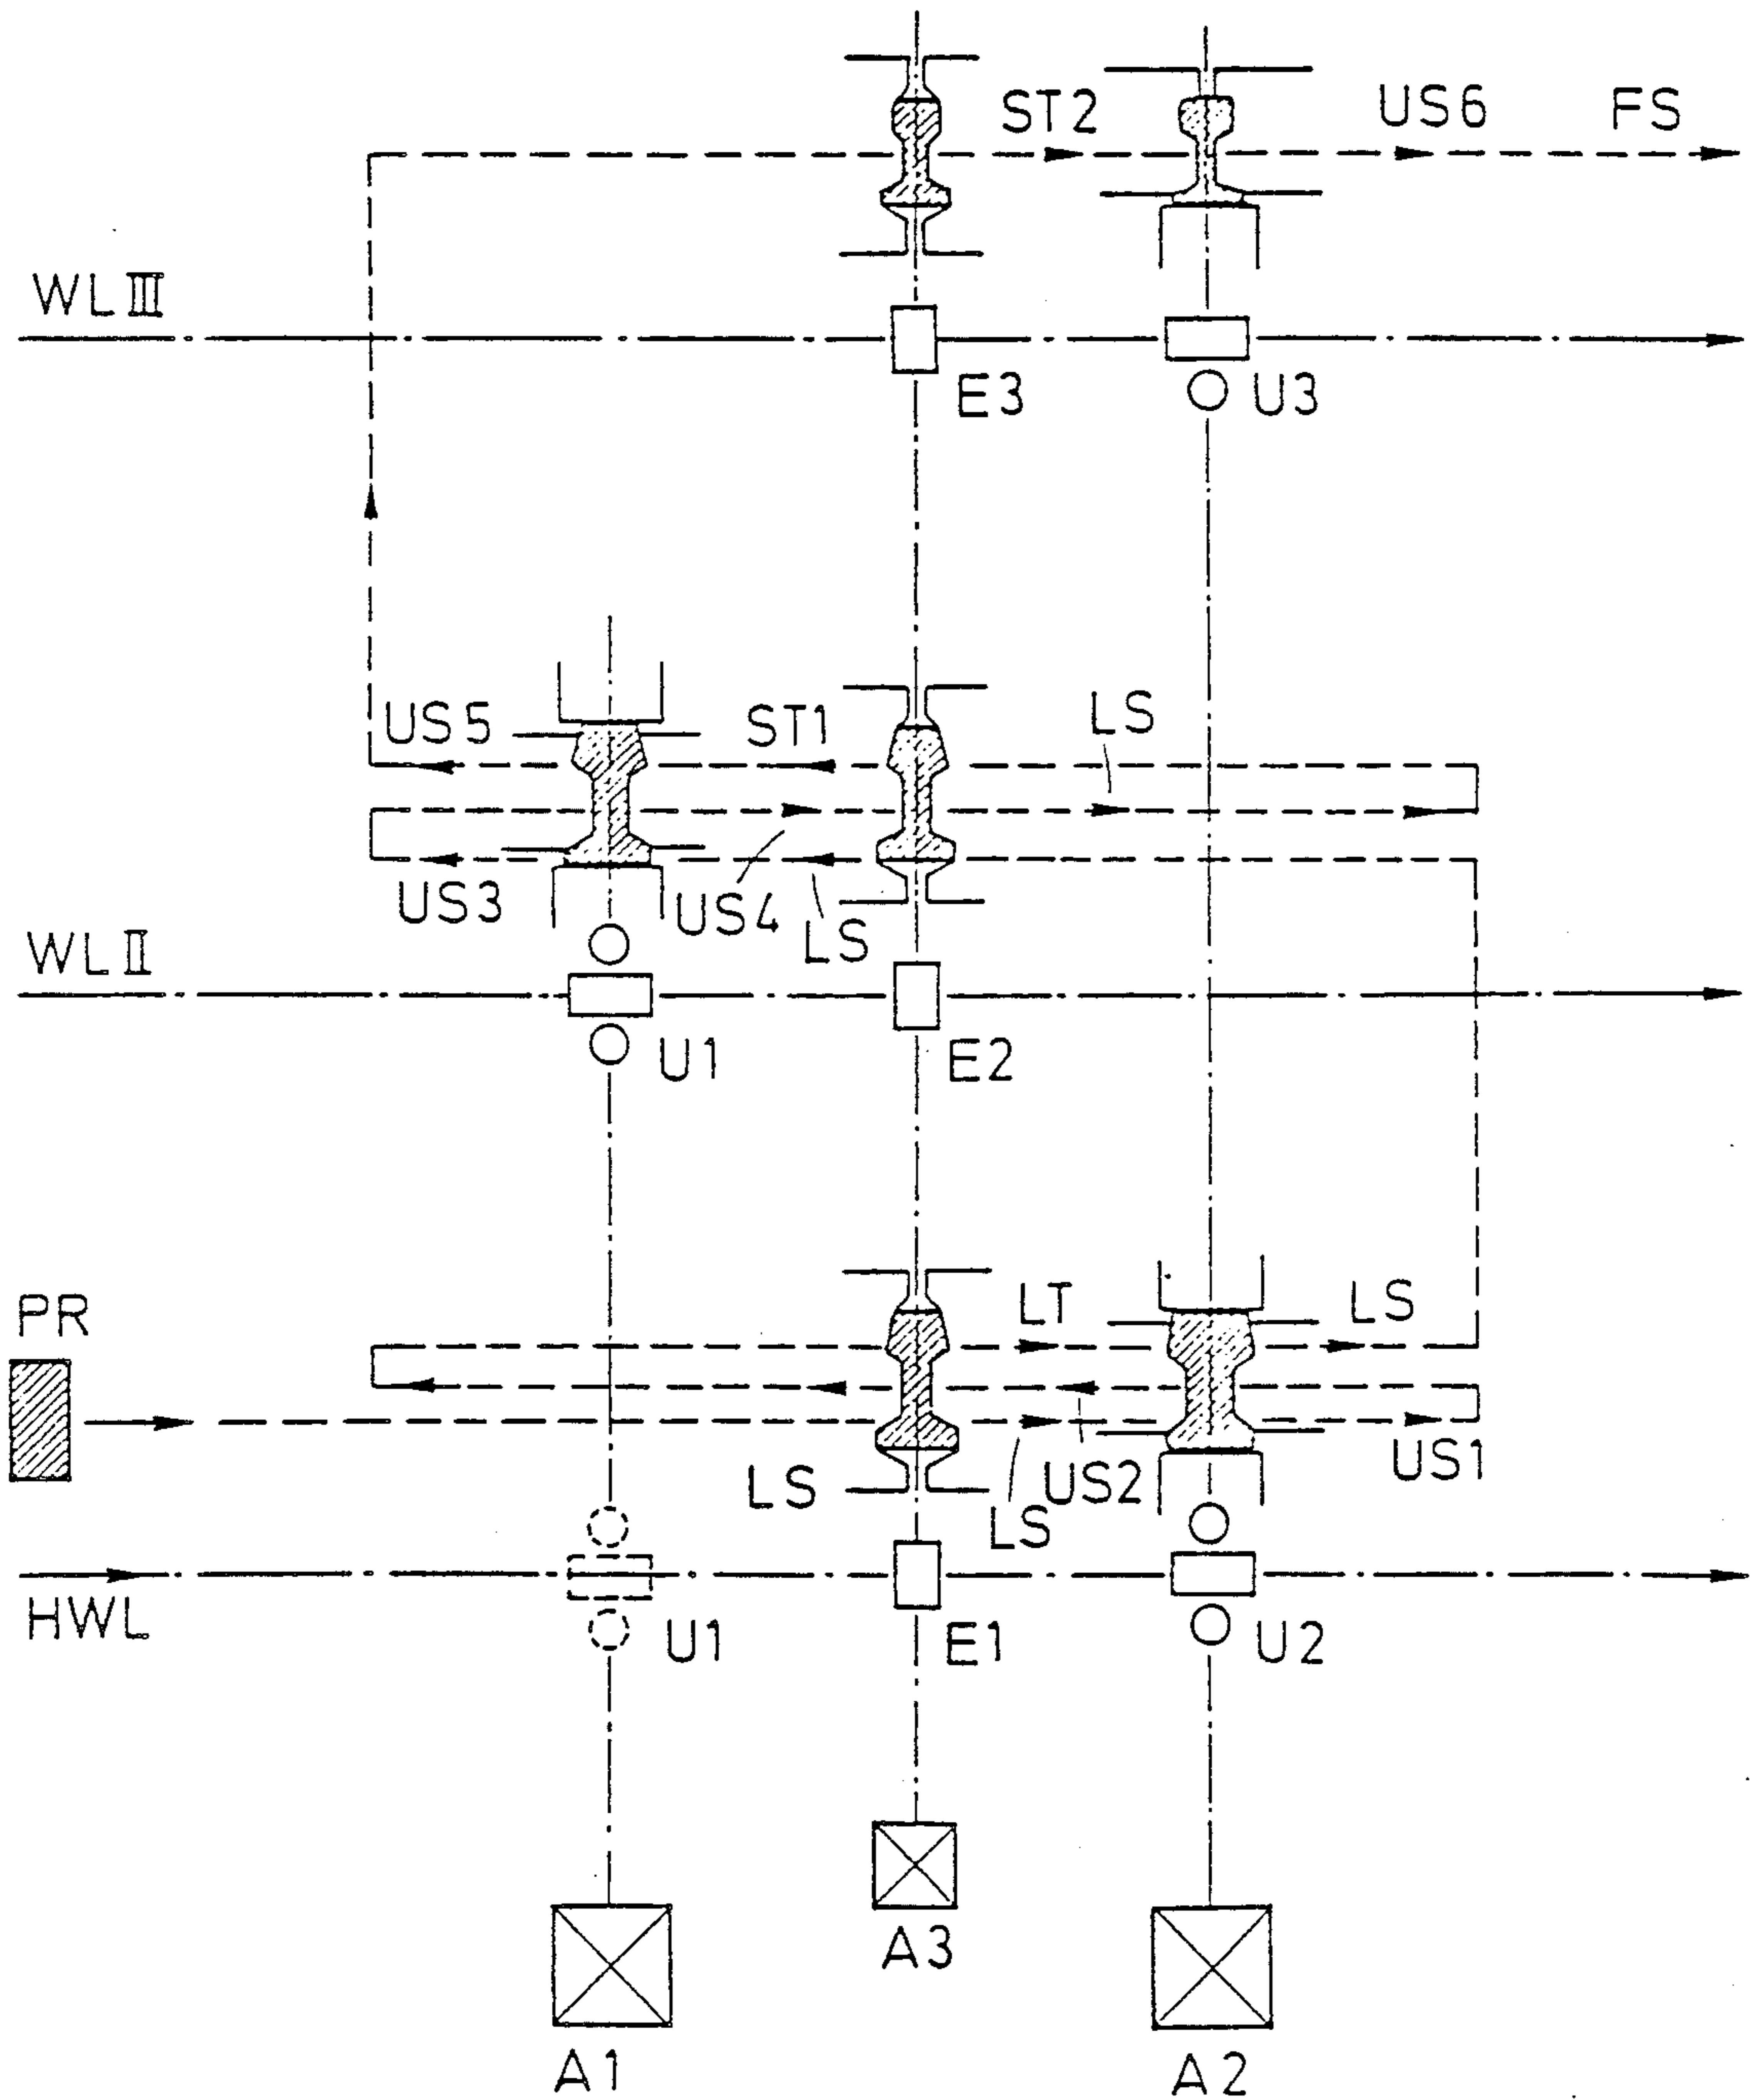 ST2 US6 FS
WL III
E3 U3
US5 ST1 LS
US3 US4 LS
WL II
U1 E2
PR LT LS
LS LS US2 US1
HWL U1 E1 U2
A3
A1 A2